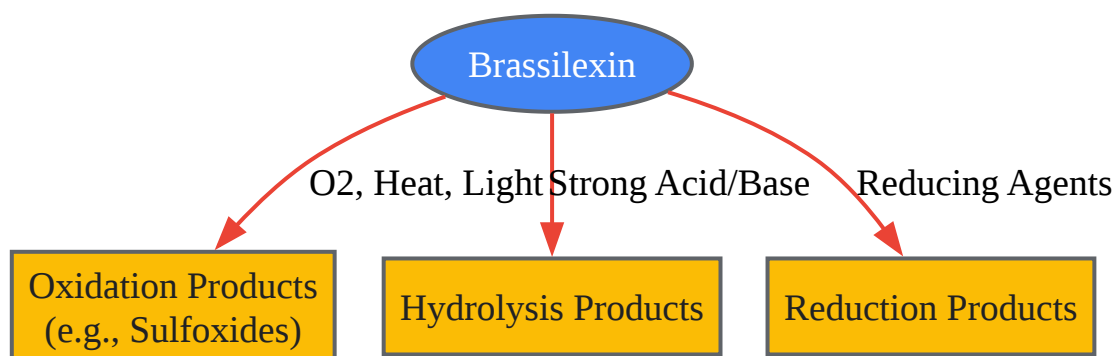 Brassilexin
O2, Heat, Light
Strong Acid/Base
Reducing Agents
Oxidation Products
(e.g., Sulfoxides)
Hydrolysis Products
Reduction Products